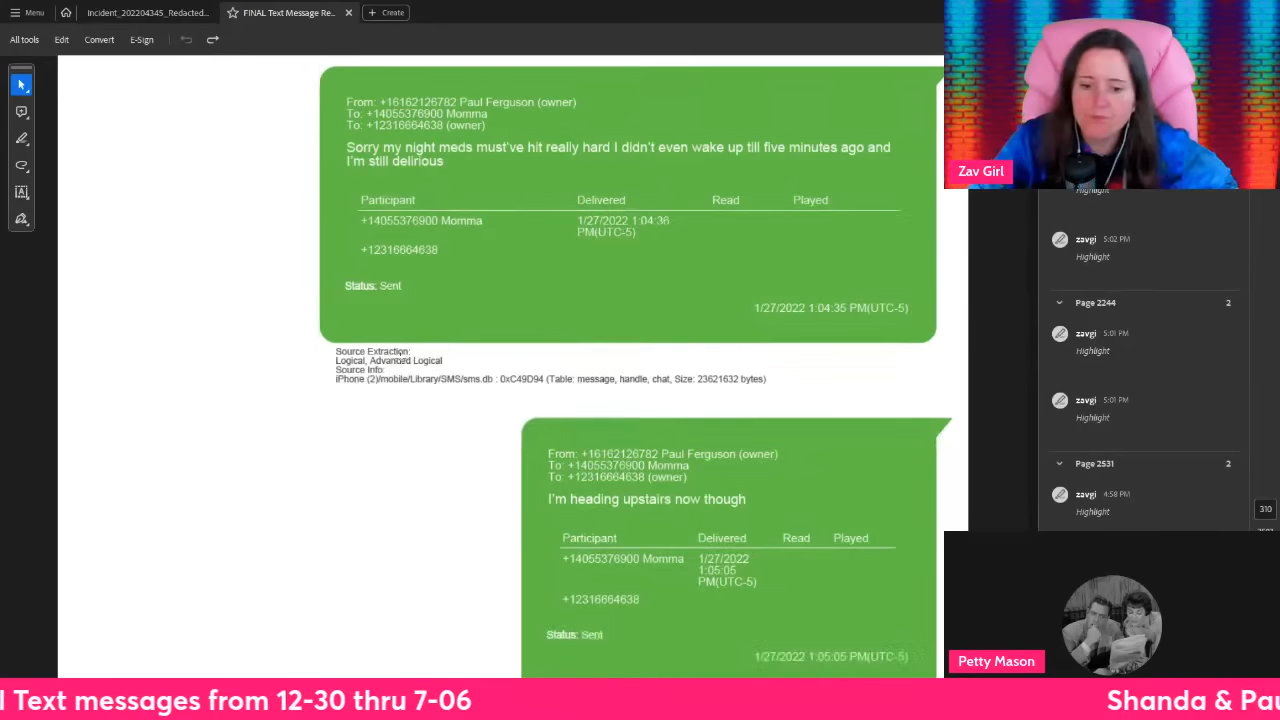 Menu
Incident_202204345_Redacted...
FINAL Text Message Re...
Create
All tools
Edit
Convert
E-Sign
From: +16162126782 Paul Ferguson (owner)
To: +14055376900 Momma
To: +12316664638 (owner)
Sorry my night meds must've hit really hard I didn't even wake up till five minutes ago and
I'm still delirious
Participant Delivered Read Played
+14055376900 Momma 1/27/2022 1:04:36
PM(UTC-5)
+12316664638
Status: Sent
1/27/2022 1:04:35 PM(UTC-5)
Source Extraction:
Logical, Advanced Logical
Source Info:
iPhone (2)/mobile/Library/SMS/sms.db : 0xC49D94 (Table: message, handle, chat, Size: 23621632 bytes)
From: +16162126782 Paul Ferguson (owner)
To: +14055376900 Momma
To: +12316664638 (owner)
I'm heading upstairs now though
Participant Delivered Read Played
+14055376900 Momma 1/27/2022
1:05:05
PM(UTC-5)
+12316664638
Status: Sent
1/27/2022 1:05:05 PM(UTC-5)
Zav Girl
Highlight
zavgi 5:02 PM
Highlight
Page 2244 2
zavgi 5:01 PM
Highlight
zavgi 5:01 PM
Highlight
Page 2531 2
zavgi 4:58 PM
Highlight
310
Petty Mason
l Text messages from 12-30 thru 7-06
Shanda & Pau